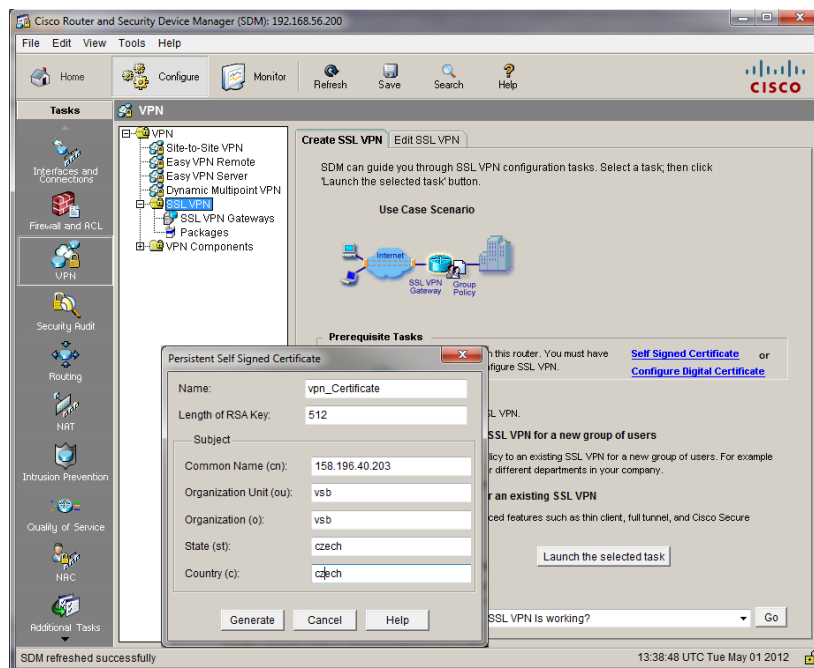 Cisco Router and Security Device Manager (SDM): 192.168.56.200
File Edit View Tools Help
Home Configure Monitor Refresh Save Search Help
CISCO
Tasks
VPN
Interfaces and Connections
Firewall and ACL
VPN
Security Audit
Routing
NAT
Intrusion Prevention
Quality of Service
NAC
Additional Tasks
VPN
Site-to-Site VPN
Easy VPN Remote
Easy VPN Server
Dynamic Multipoint VPN
SSL VPN
SSL VPN Gateways
Packages
VPN Components
Create SSL VPN Edit SSL VPN
SDM can guide you through SSL VPN configuration tasks. Select a task; then click
'Launch the selected task' button.
Use Case Scenario
Internet
SSL VPN
Gateway
Group
Policy
Prerequisite Tasks
n this router. You must have Self Signed Certificate or
nfigure SSL VPN. Configure Digital Certificate
SL VPN.
SSL VPN for a new group of users
licy to an existing SSL VPN for a new group of users. For example
r different departments in your company.
r an existing SSL VPN
ced features such as thin client, full tunnel, and Cisco Secure
Launch the selected task
SSL VPN Is working? Go
Persistent Self Signed Certificate
Name: vpn_Certificate
Length of RSA Key: 512
Subject
Common Name (cn): 158.196.40.203
Organization Unit (ou): vsb
Organization (o): vsb
State (st): czech
Country (c): czech
Generate Cancel Help
SDM refreshed successfully 13:38:48 UTC Tue May 01 2012